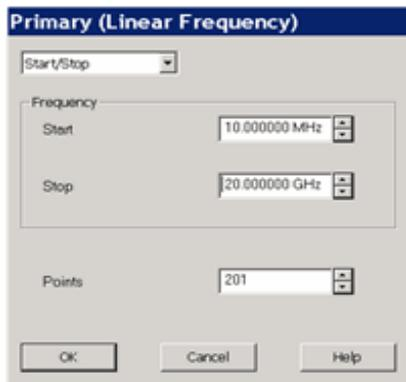 Primary (Linear Frequency)
Start/Stop
Frequency
Start 10.000000 MHz
Stop 20.000000 GHz
Points 201
OK Cancel Help